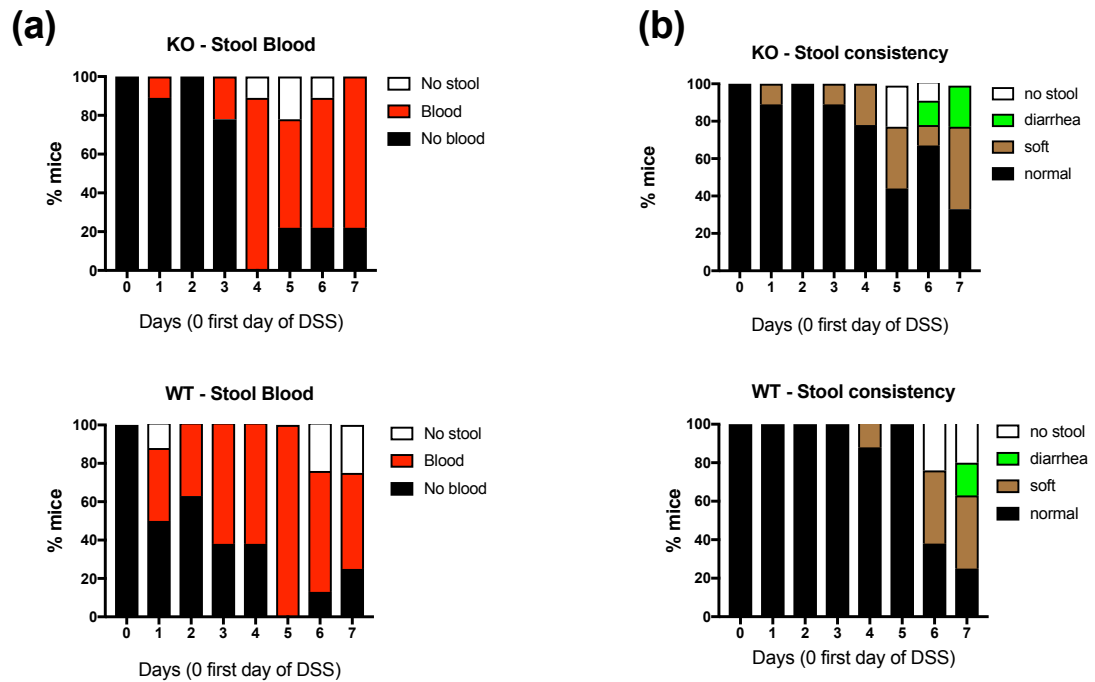 (a)
KO - Stool Blood
% mice
100
80
60
40
20
0
0 1 2 3 4 5 6 7
Days (0 first day of DSS)
No stool
Blood
No blood
(b)
KO - Stool consistency
% mice
100
80
60
40
20
0
0 1 2 3 4 5 6 7
Days (0 first day of DSS)
no stool
diarrhea
soft
normal
WT - Stool Blood
% mice
100
80
60
40
20
0
0 1 2 3 4 5 6 7
Days (0 first day of DSS)
No stool
Blood
No blood
WT - Stool consistency
% mice
100
80
60
40
20
0
0 1 2 3 4 5 6 7
Days (0 first day of DSS)
no stool
diarrhea
soft
normal